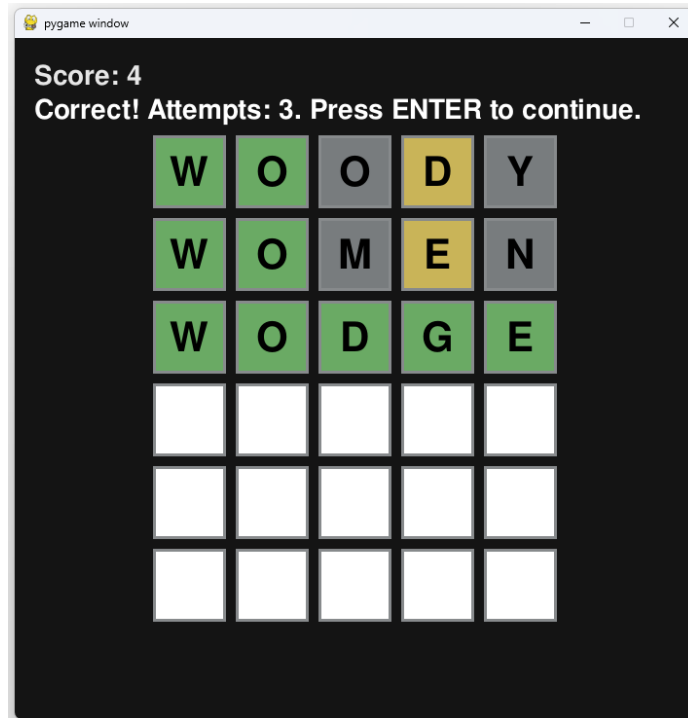 pygame window
Score: 4
Correct! Attempts: 3. Press ENTER to continue.
W O O D Y
W O M E N
W O D G E